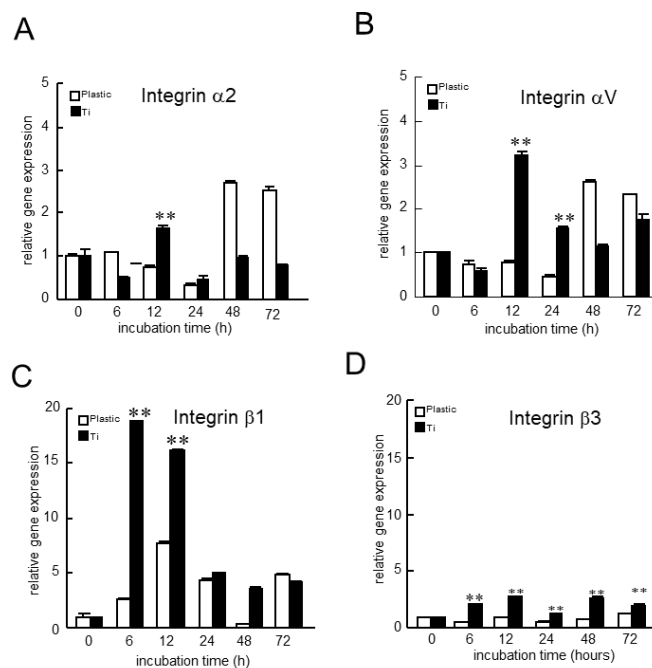 A
Integrin α2
Plastic
Ti
relative gene expression
5
4
3
2
1
0
**
0 6 12 24 48 72
incubation time (h)
B
Integrin αV
Plastic
Ti
relative gene expression
5
4
3
2
1
0
**
**
0 6 12 24 48 72
incubation time (h)
C
Integrin β1
Plastic
Ti
relative gene expression
20
15
10
5
0
**
**
0 6 12 24 48 72
incubation time (h)
D
Integrin β3
Plastic
Ti
relative gene expression
20
15
10
5
0
** ** ** ** **
0 6 12 24 48 72
incubation time (hours)